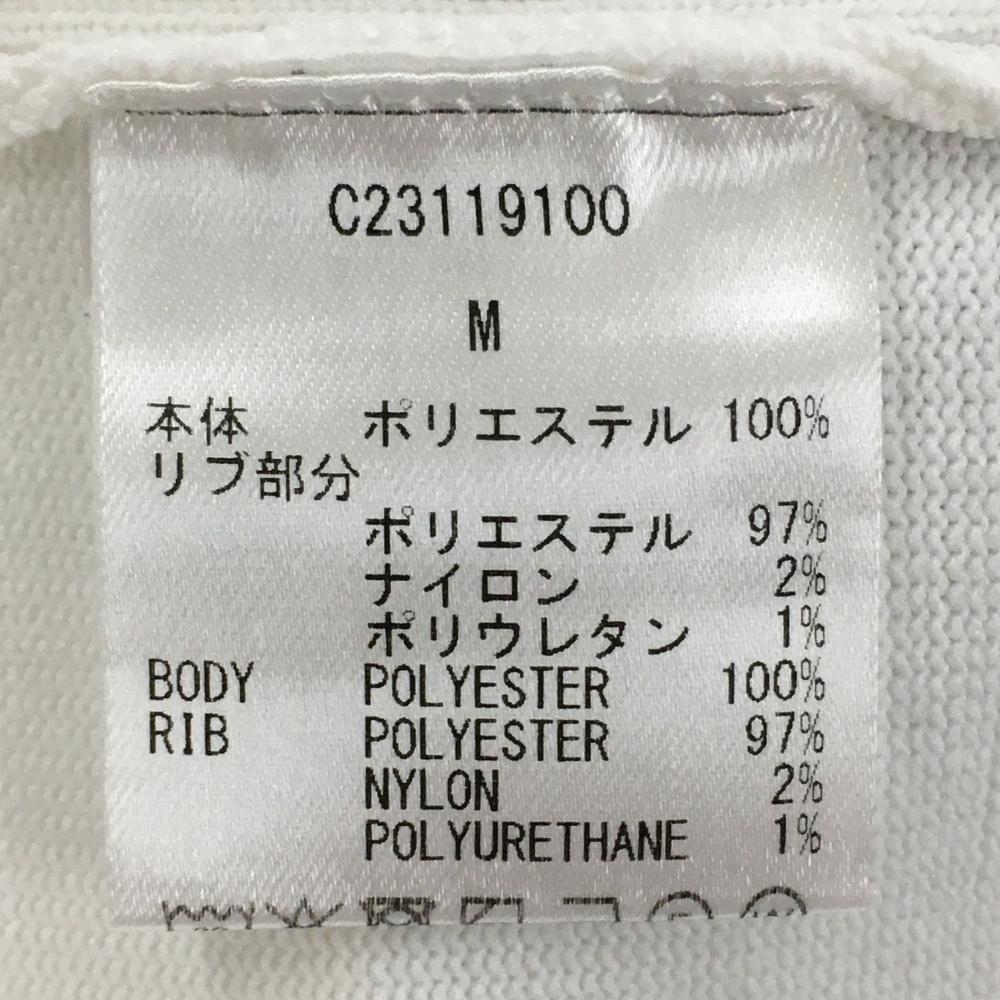 C23119100
M
本体 ポリエステル 100%
リブ部分
ポリエステル 97%
ナイロン 2%
ポリウレタン 1%
BODY POLYESTER 100%
RIB POLYESTER 97%
NYLON 2%
POLYURETHANE 1%